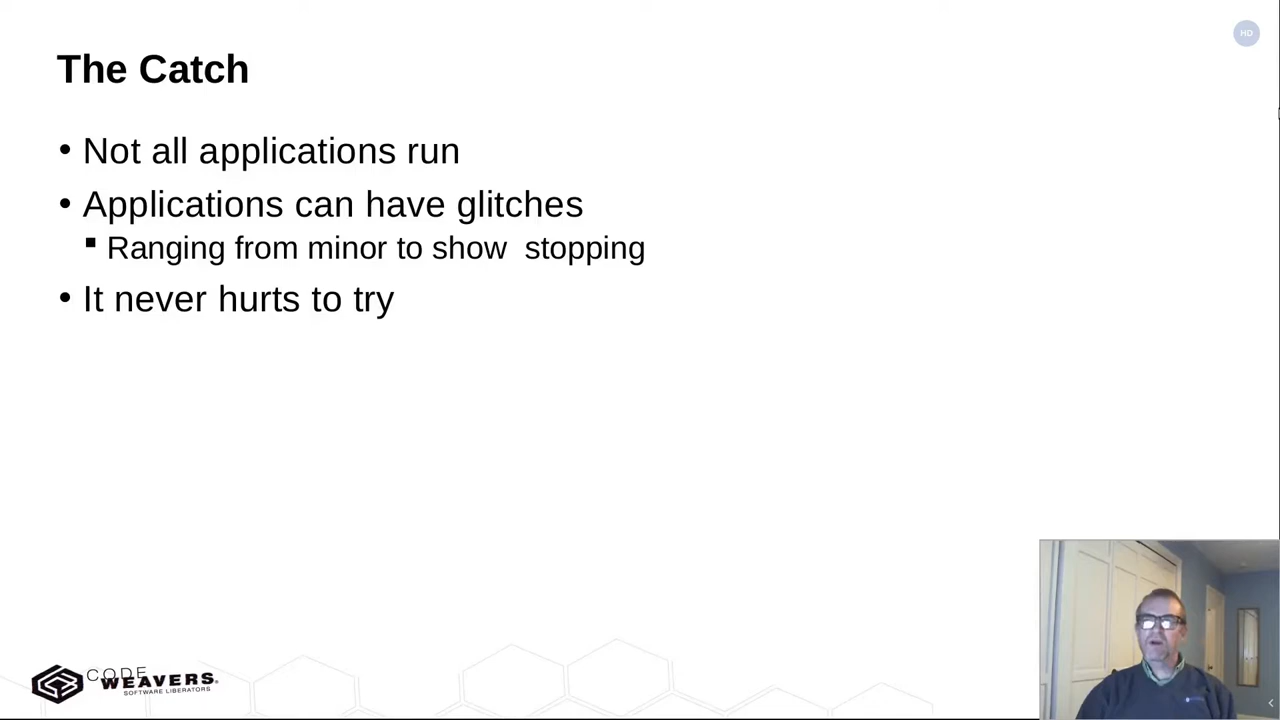 HD
The Catch
• Not all applications run
• Applications can have glitches
▪ Ranging from minor to show  stopping
• It never hurts to try
CODE
WEAVERS®
SOFTWARE LIBERATORS